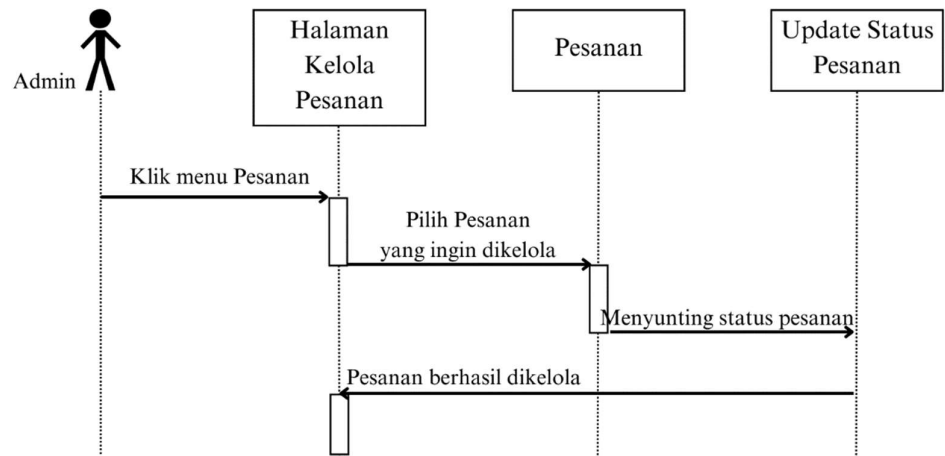 Admin
Halaman
Kelola
Pesanan
Pesanan
Update Status
Pesanan
Klik menu Pesanan
Pilih Pesanan
yang ingin dikelola
Menyunting status pesanan
Pesanan berhasil dikelola